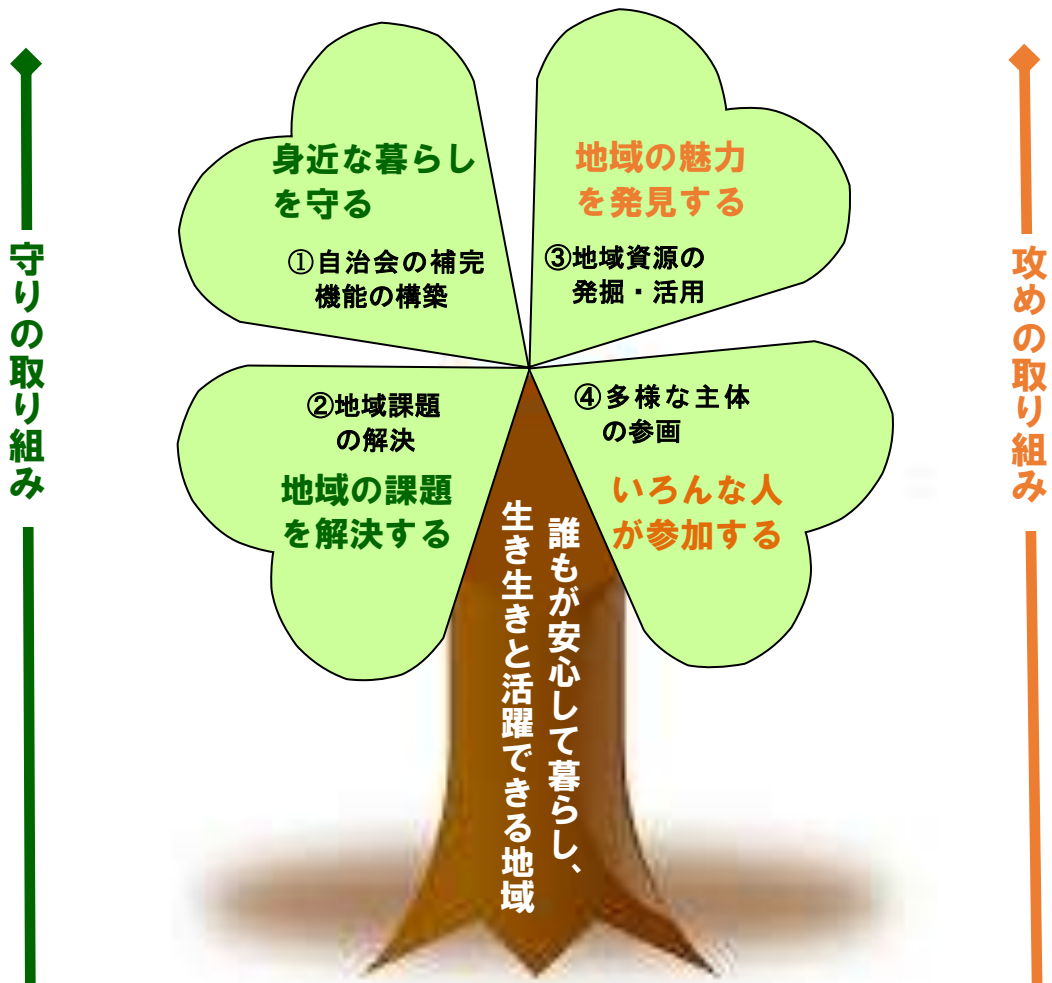 守りの取り組み
身近な暮らし
を守る
①自治会の補完
機能の構築
②地域課題
の解決
地域の課題
を解決する
地域の魅力
を発見する
③地域資源の
発掘・活用
④多様な主体
の参画
いろんな人
が参加する
誰もが安心して暮らし、
生き生きと活躍できる地域
攻めの取り組み